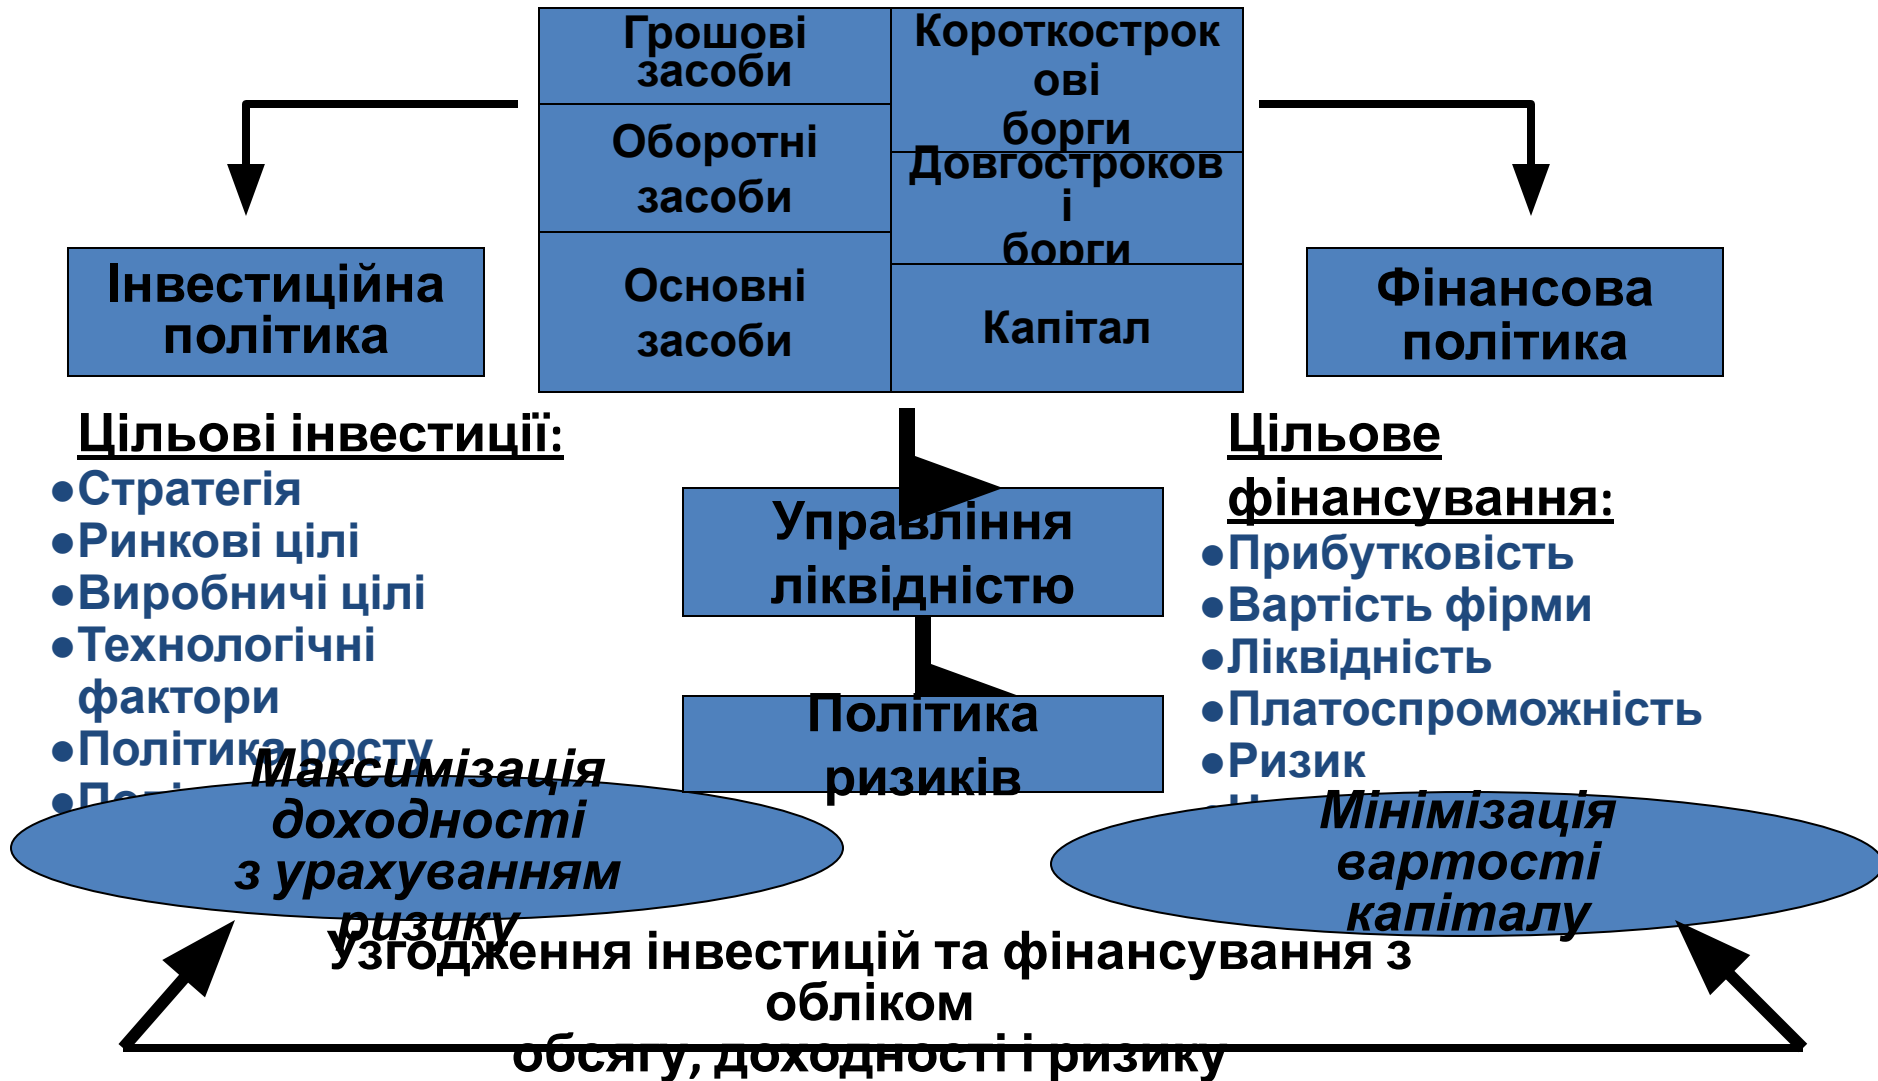 Грошові
засоби
Оборотні
засоби
Основні
засоби
Короткострок
ові
борги
Довгостроков
і
борги
Капітал
Інвестиційна
політика
Фінансова
політика
Цільові інвестиції:
●Стратегія
●Ринкові цілі
●Виробничі цілі
●Технологічні
фактори
●Політика росту
Управління
ліквідністю
Політика
ризиків
Цільове
фінансування:
●Прибутковість
●Вартість фірми
●Ліквідність
●Платоспроможність
●Ризик
Максимізація
доходності
з урахуванням
ризику
Мінімізація
вартості
капіталу
Узгодження інвестицій та фінансування з
обліком
обсягу, доходності і ризику